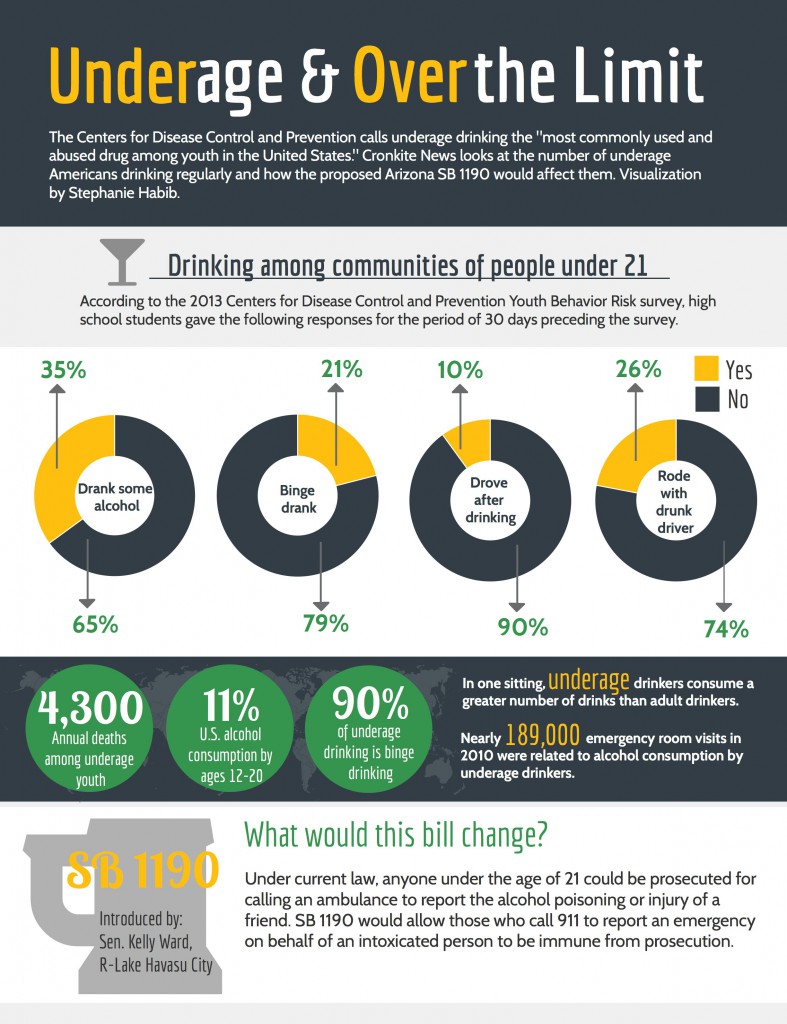 Underage & Over the Limit
The Centers for Disease Control and Prevention calls underage drinking the "most commonly used and
abused drug among youth in the United States." Cronkite News looks at the number of underage
Americans drinking regularly and how the proposed Arizona SB 1190 would affect them. Visualization
by Stephanie Habib.
Drinking among communities of people under 21
According to the 2013 Centers for Disease Control and Prevention Youth Behavior Risk survey, high
school students gave the following responses for the period of 30 days preceding the survey.
35%
21%
10%
26%
Yes
No
Drank some
alcohol
Binge
drank
Drove
after
drinking
Rode
with
drunk
driver
65%
79%
90%
74%
4,300
Annual deaths
among underage
youth
11%
U.S. alcohol
consumption by
ages 12-20
90%
of underage
drinking is binge
drinking
In one sitting, underage drinkers consume a
greater number of drinks than adult drinkers.
Nearly 189,000 emergency room visits in
2010 were related to alcohol consumption by
underage drinkers.
SB 1190
Introduced by:
Sen. Kelly Ward,
R-Lake Havasu City
What would this bill change?
Under current law, anyone under the age of 21 could be prosecuted for
calling an ambulance to report the alcohol poisoning or injury of a
friend. SB 1190 would allow those who call 911 to report an emergency
on behalf of an intoxicated person to be immune from prosecution.